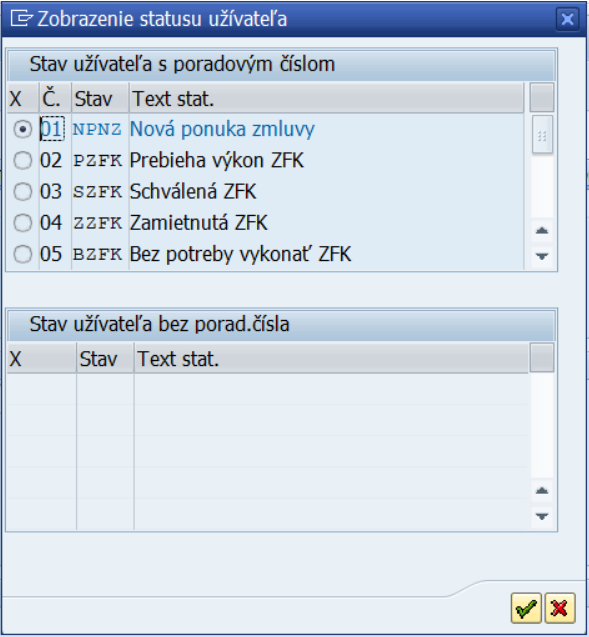 Zobrazenie statusu užívateľa
Stav užívateľa s poradovým číslom
X Č. Stav Text stat.
01 NPNZ Nová ponuka zmluvy
02 PZFK Prebieha výkon ZFK
03 SZFK Schválená ZFK
04 ZZFK Zamietnutá ZFK
05 BZFK Bez potreby vykonať ZFK
Stav užívateľa bez porad.čísla
X Stav Text stat.